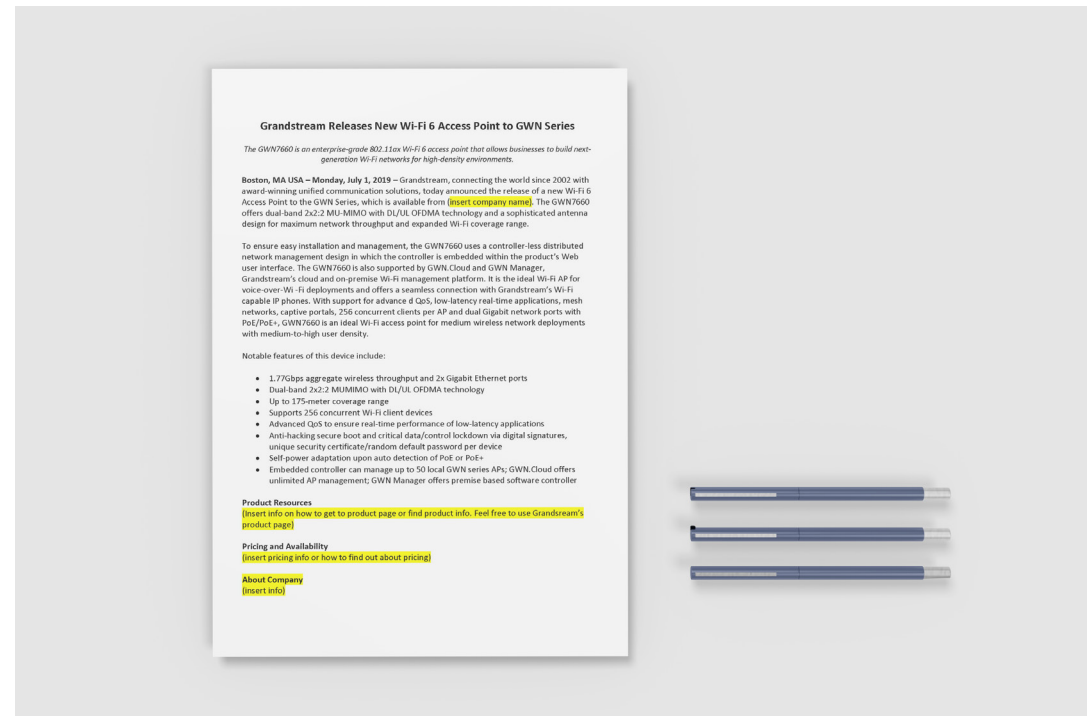 Grandstream Releases New Wi-Fi 6 Access Point to GWN Series
The GWN7660 is an enterprise-grade 802.11ax Wi-Fi 6 access point that allows businesses to build next-
generation Wi-Fi networks for high-density environments.
Boston, MA USA – Monday, July 1, 2019 – Grandstream, connecting the world since 2002 with
award-winning unified communication solutions, today announced the release of a new Wi-Fi 6
Access Point to the GWN Series, which is available from (insert company name). The GWN7660
offers dual-band 2x2:2 MU-MIMO with DL/UL OFDMA technology and a sophisticated antenna
design for maximum network throughput and expanded Wi-Fi coverage range.
To ensure easy installation and management, the GWN7660 uses a controller-less distributed
network management design in which the controller is embedded within the product's Web
user interface. The GWN7660 is also supported by GWN.Cloud and GWN Manager,
Grandstream's cloud and on-premise Wi-Fi management platform. It is the ideal Wi-Fi AP for
voice-over-Wi -Fi deployments and offers a seamless connection with Grandstream's Wi-Fi
capable IP phones. With support for advance d QoS, low-latency real-time applications, mesh
networks, captive portals, 256 concurrent clients per AP and dual Gigabit network ports with
PoE/PoE+, GWN7660 is an ideal Wi-Fi access point for medium wireless network deployments
with medium-to-high user density.
Notable features of this device include:
• 1.77Gbps aggregate wireless throughput and 2x Gigabit Ethernet ports
• Dual-band 2x2:2 MUMIMO with DL/UL OFDMA technology
• Up to 175-meter coverage range
• Supports 256 concurrent Wi-Fi client devices
• Advanced QoS to ensure real-time performance of low-latency applications
• Anti-hacking secure boot and critical data/control lockdown via digital signatures,
unique security certificate/random default password per device
• Self-power adaptation upon auto detection of PoE or PoE+
• Embedded controller can manage up to 50 local GWN series APs; GWN.Cloud offers
unlimited AP management; GWN Manager offers premise based software controller
Product Resources
(Insert info on how to get to product page or find product info. Feel free to use Grandsream's
product page)
Pricing and Availability
(insert pricing info or how to find out about pricing)
About Company
(insert info)